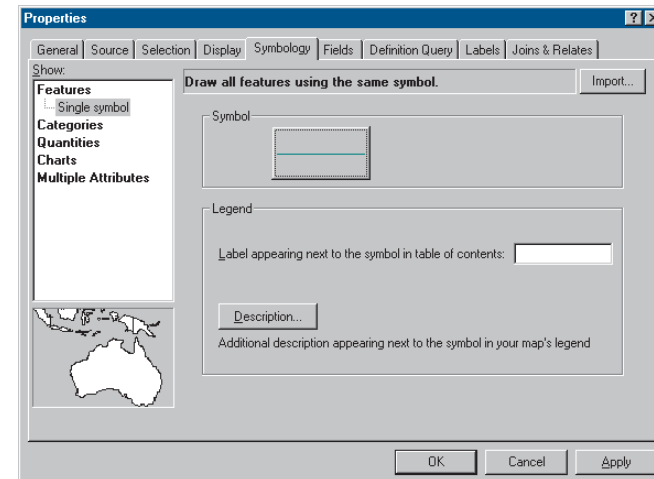 Properties
General Source Selection Display Symbology Fields Definition Query Labels Joins & Relates
Show:
Features
Single symbol
Categories
Quantities
Charts
Multiple Attributes
Draw all features using the same symbol.
Import...
Symbol
Legend
Label appearing next to the symbol in table of contents:
Description...
Additional description appearing next to the symbol in your map's legend
OK Cancel Apply